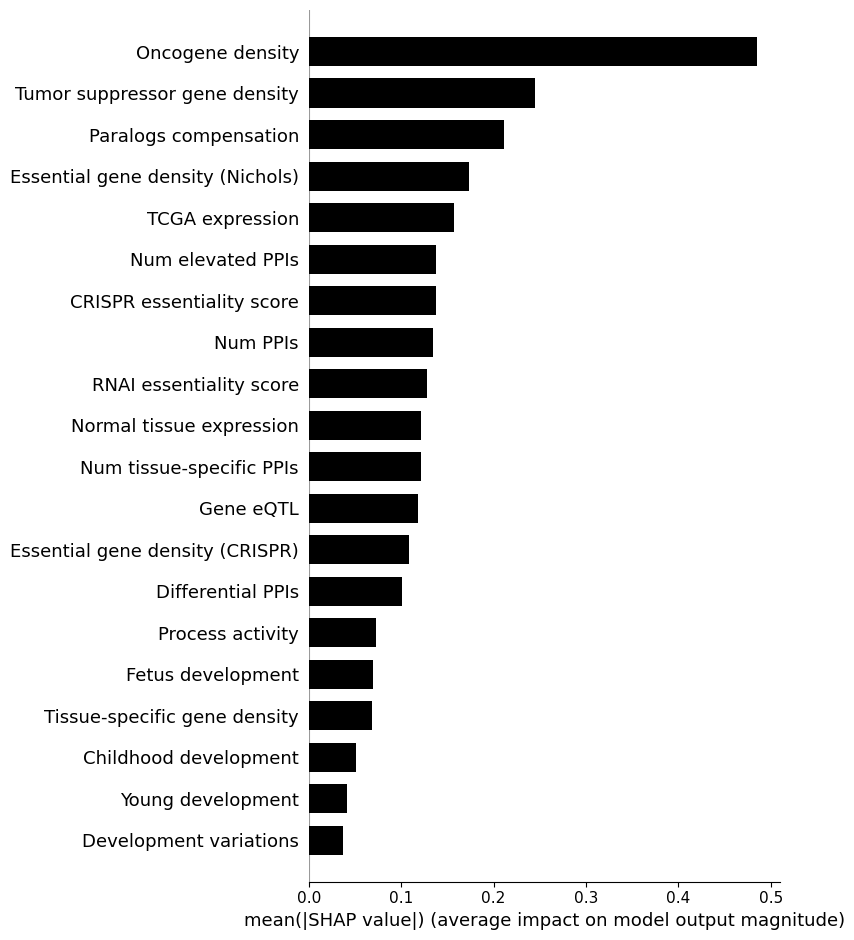 Oncogene density
Tumor suppressor gene density
Paralogs compensation
Essential gene density (Nichols)
TCGA expression
Num elevated PPIs
CRISPR essentiality score
Num PPIs
RNAI essentiality score
Normal tissue expression
Num tissue-specific PPIs
Gene eQTL
Essential gene density (CRISPR)
Differential PPIs
Process activity
Fetus development
Tissue-specific gene density
Childhood development
Young development
Development variations
0.0 0.1 0.2 0.3 0.4 0.5
mean(|SHAP value|) (average impact on model output magnitude)